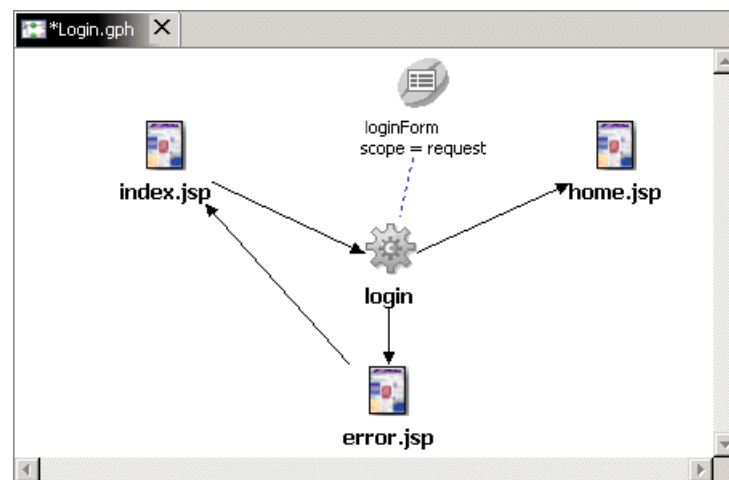 *Login.gph
loginForm
scope = request
index.jsp
home.jsp
login
error.jsp